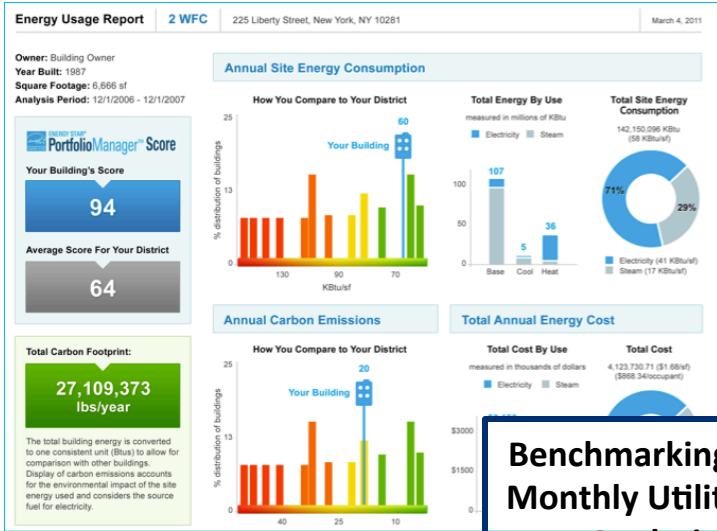 Energy Usage Report
2 WFC
225 Liberty Street, New York, NY 10281
March 4, 2011
Owner: Building Owner
Year Built: 1987
Square Footage: 6,666 sf
Analysis Period: 12/1/2006 - 12/1/2007
ENERGY STAR
PortfolioManager™ Score
Your Building's Score
94
Average Score For Your District
64
Total Carbon Footprint:
27,109,373
lbs/year
The total building energy is converted
to one consistent unit (Btus) to allow for
comparison with other buildings.
Display of carbon emissions accounts
for the environmental impact of the site
energy used and considers the source
fuel for electricity.
Annual Site Energy Consumption
How You Compare to Your District
25
13
0
% distribution of buildings
60
Your Building
130 90 70
KBtu/sf
Total Energy By Use
measured in millions of KBtu
Electricity Steam
100
50
0
107
5
36
Base Cool Heat
Total Site Energy
Consumption
142,150,096 KBtu
(58 KBtu/sf)
71%
29%
Electricity (41 KBtu/sf)
Steam (17 KBtu/sf)
Annual Carbon Emissions
How You Compare to Your District
25
13
0
% distribution of buildings
20
Your Building
40 25 10
Total Annual Energy Cost
Total Cost By Use
measured in thousands of dollars
Electricity Steam
$3000
$1500
Total Cost
4,123,730.71 ($1.68/sf)
($868.34/occupant)
Benchmarking
Monthly Utilit